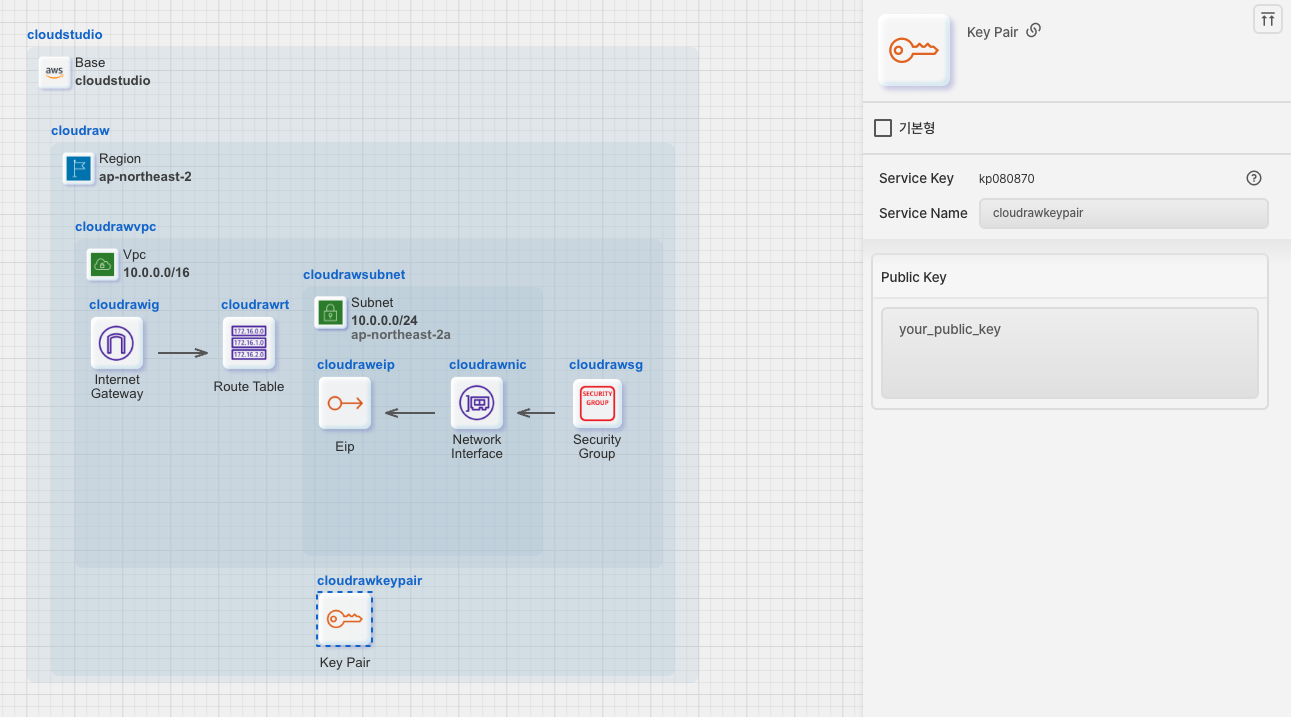 cloudstudio
aws
Base
cloudstudio
cloudraw
Region
ap-northeast-2
cloudrawvpc
Vpc
10.0.0.0/16
cloudrawsubnet
Subnet
10.0.0.0/24
ap-northeast-2a
cloudrawig
Internet
Gateway
cloudrawrt
172.16.0.0
172.16.1.0
172.16.2.0
Route Table
cloudraweip
Eip
cloudrawnic
Network
Interface
cloudrawsg
SECURITY
GROUP
Security
Group
cloudrawkeypair
Key Pair
Key Pair
기본형
Service Key kp080870
?
Service Name cloudrawkeypair
Public Key
your_public_key